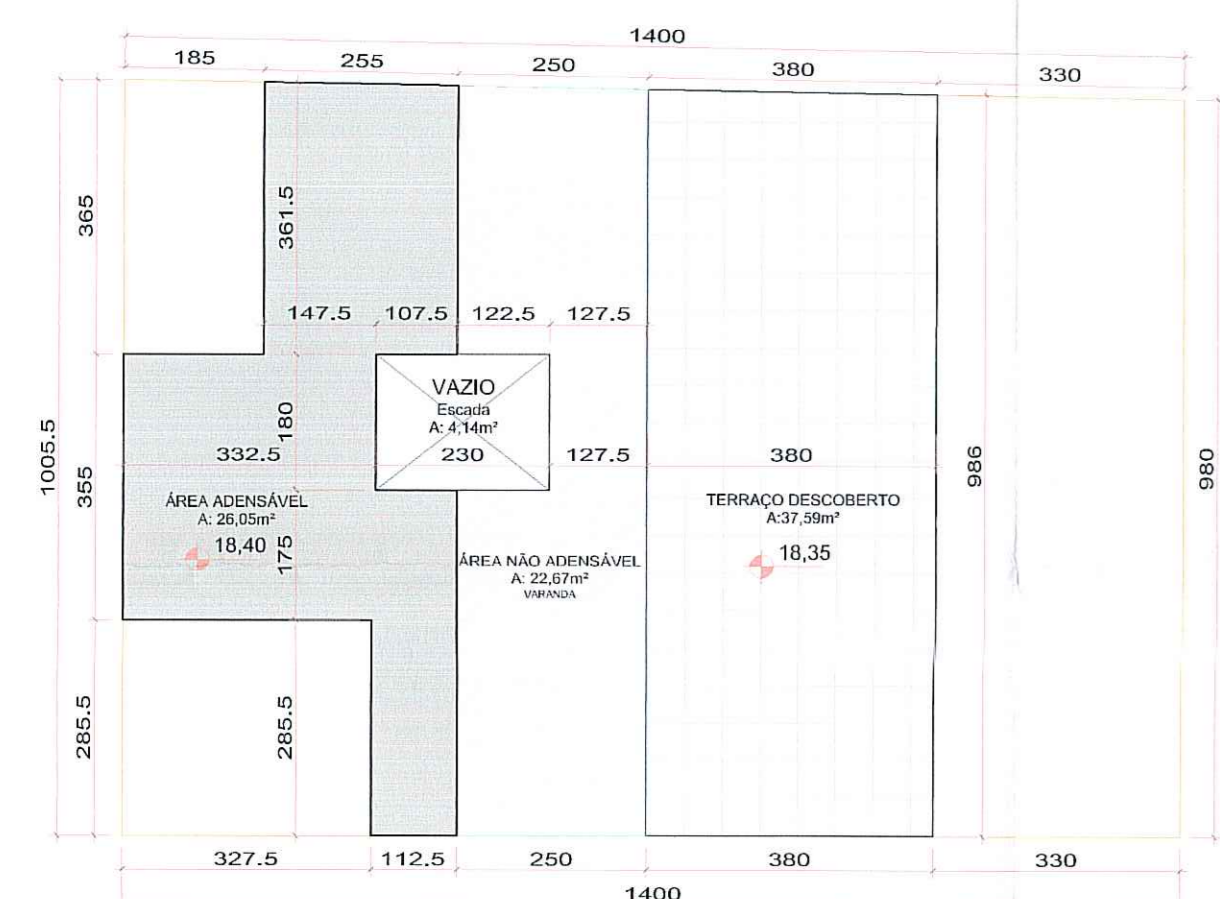 1400
185 255 250 380 330
365
361.5
147.5 107.5 122.5 127.5
VAZIO
Escada
A: 4,14m²
180
332.5 230 127.5 380
1005.5
355
986
980
ÁREA ADENSÁVEL
A: 26,05m²
18,40
175
TERRAÇO DESCOBERTO
A:37,59m²
18,35
ÁREA NÃO ADENSÁVEL
A: 22,67m²
VARANDA
285.5
285.5
327.5 112.5 250 380 330
1400